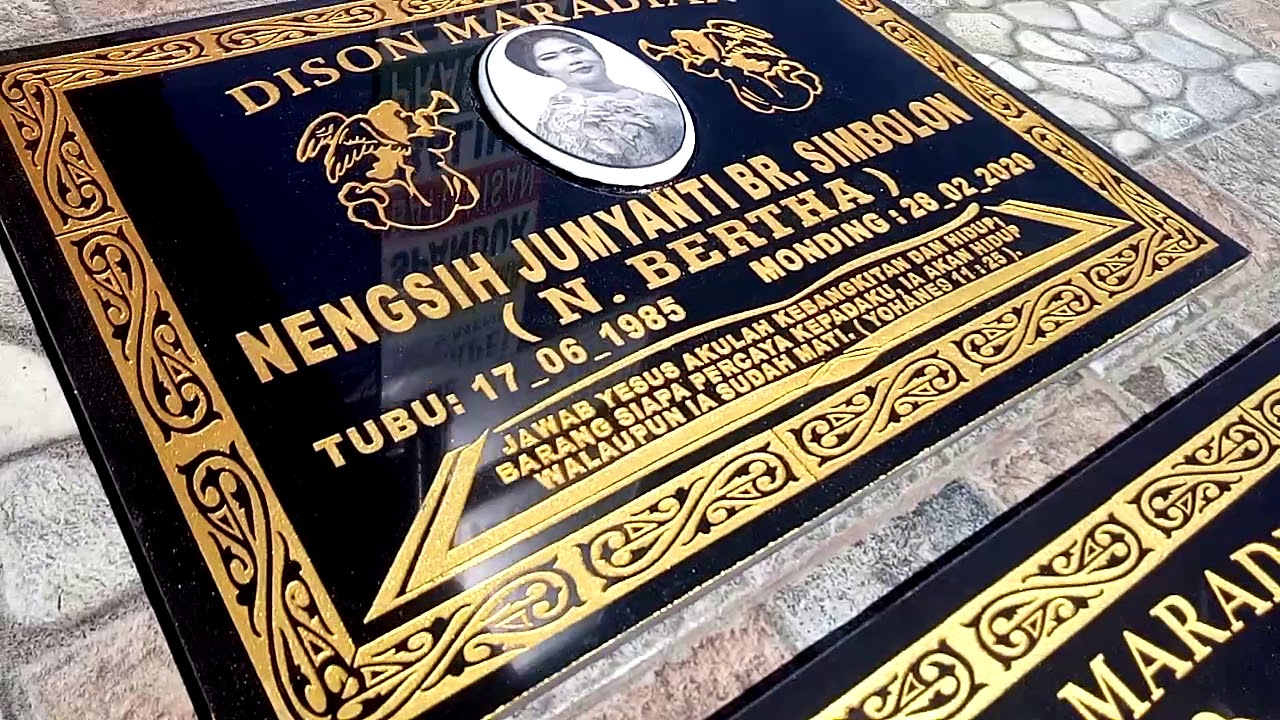 DISON MARADIAN
NENGSIH JUMYANTI BR. SIMBOLON
( N. BERTHA )
TUBU: 17_06_1985 MONDING : 28_02_2020
JAWAB YESUS AKULAH KEBANGKITAN DAN HIDUP,
BARANG SIAPA PERCAYA KEPADAKU, IA AKAN HIDUP
WALAUPUN IA SUDAH MATI. ( YOHANES 11 : 25 ).
SPANDUK